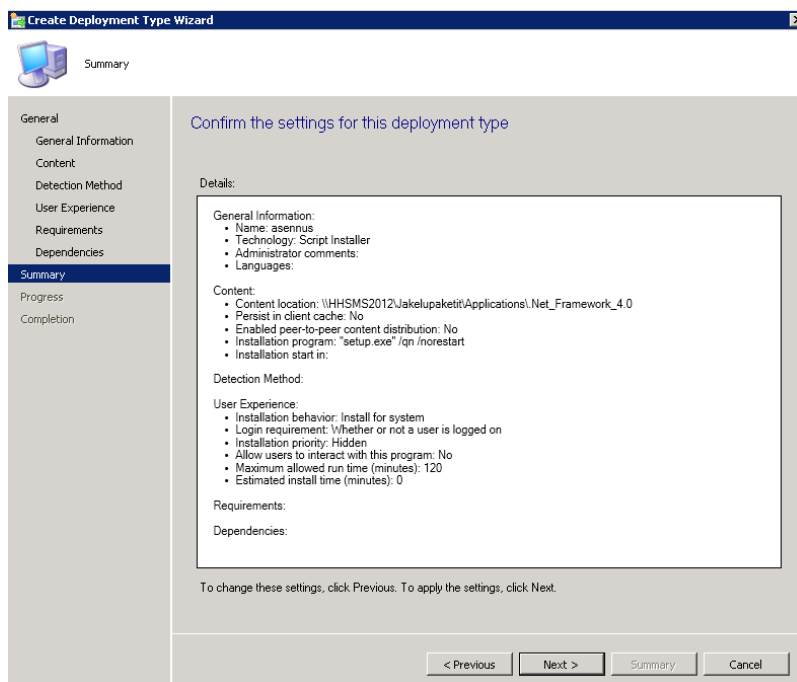 Create Deployment Type Wizard
Summary
General
General Information
Content
Detection Method
User Experience
Requirements
Dependencies
Summary
Progress
Completion
Confirm the settings for this deployment type
Details:
General Information:
• Name: asennus
• Technology: Script Installer
• Administrator comments:
• Languages:
Content:
• Content location: \\HHSMS2012\Jakelupaketit\Applications\.Net_Framework_4.0
• Persist in client cache: No
• Enabled peer-to-peer content distribution: No
• Installation program: "setup.exe" /qn /norestart
• Installation start in:
Detection Method:
User Experience:
• Installation behavior: Install for system
• Login requirement: Whether or not a user is logged on
• Installation priority: Hidden
• Allow users to interact with this program: No
• Maximum allowed run time (minutes): 120
• Estimated install time (minutes): 0
Requirements:
Dependencies:
To change these settings, click Previous. To apply the settings, click Next.
< Previous
Next >
Summary
Cancel